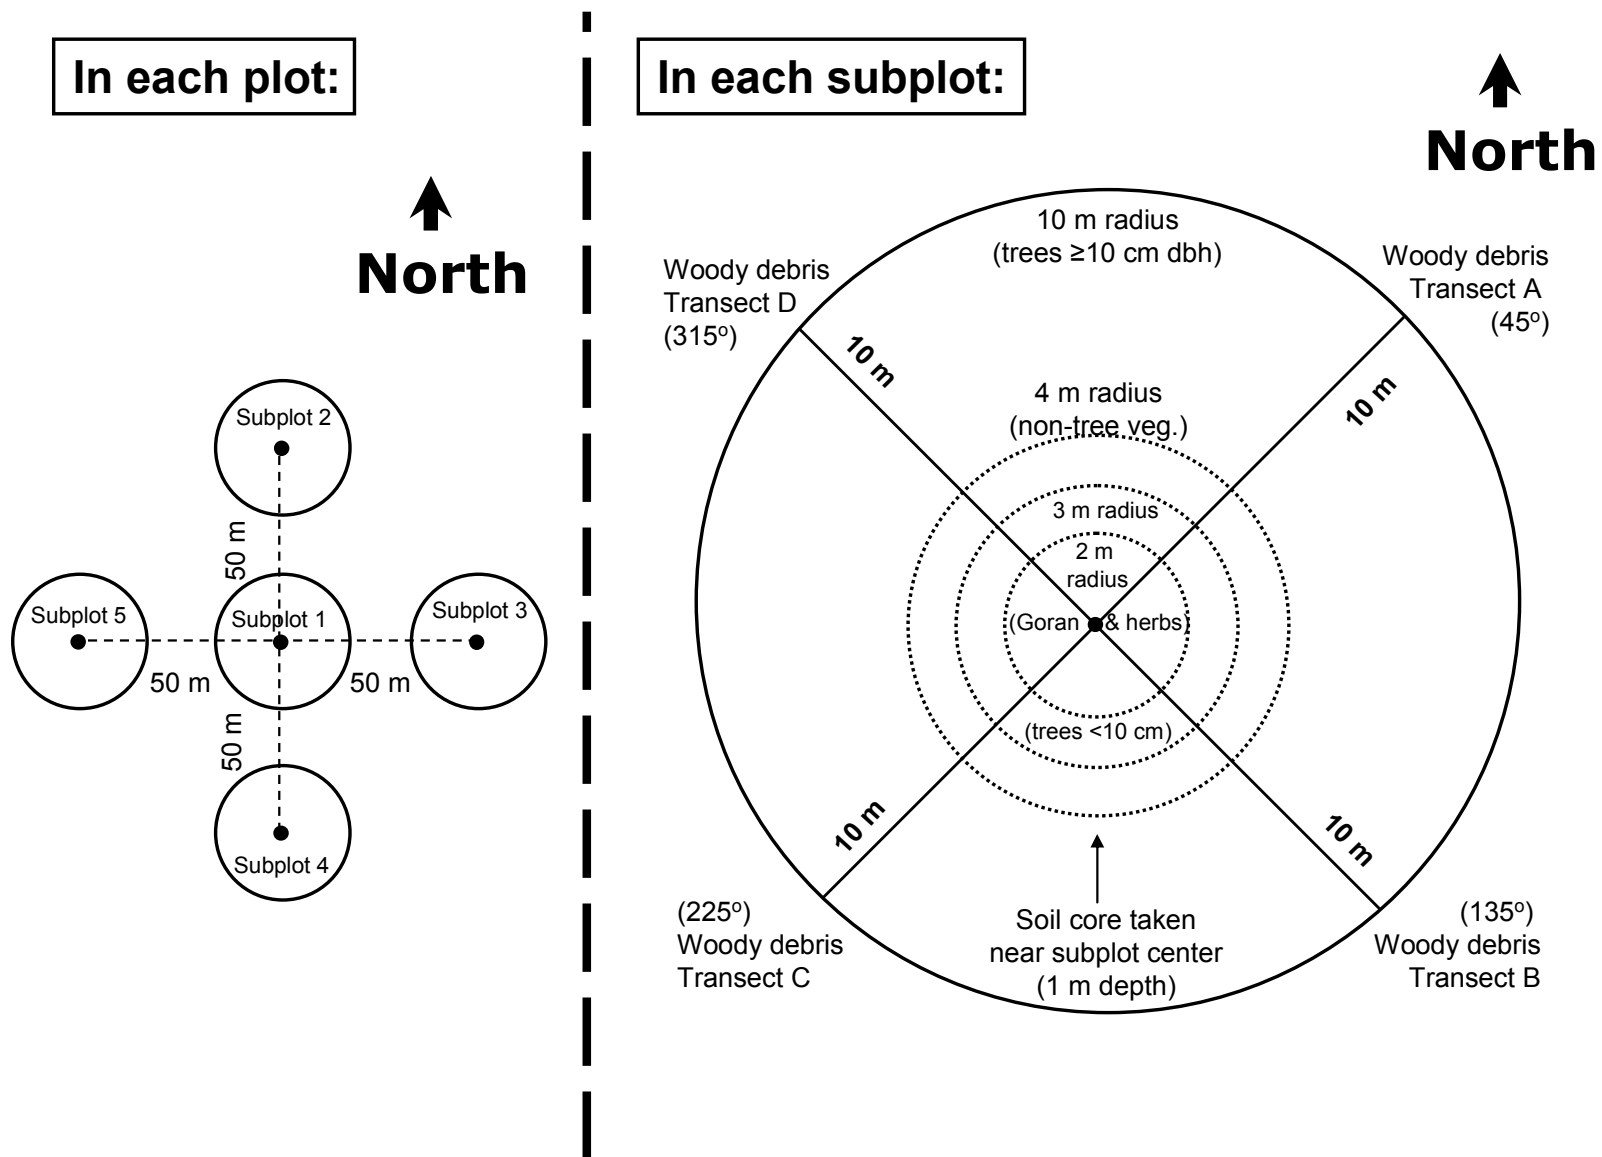 In each plot:
North
Subplot 2
50 m
Subplot 5
Subplot 1
Subplot 3
50 m
50 m
50 m
Subplot 4
In each subplot:
North
10 m radius
(trees ≥10 cm dbh)
Woody debris
Transect D
(315º)
Woody debris
Transect A
(45º)
10 m
10 m
4 m radius
(non-tree veg.)
3 m radius
2 m
radius
(Goran & herbs)
(trees <10 cm)
10 m
10 m
(225º)
Woody debris
Transect C
Soil core taken
near subplot center
(1 m depth)
(135º)
Woody debris
Transect B